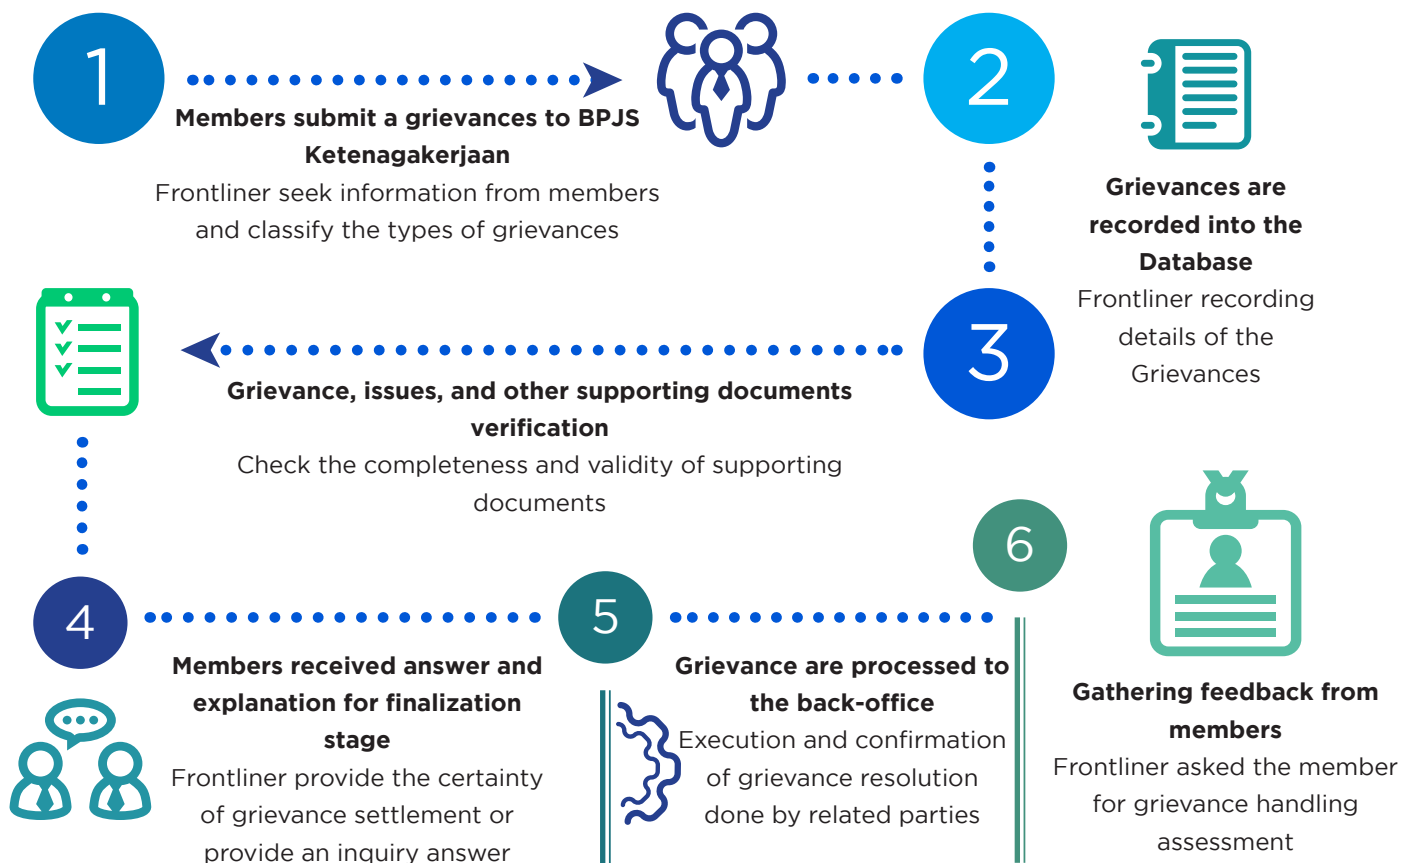 1
Members submit a grievances to BPJS
Ketenagakerjaan
Frontliner seek information from members
and classify the types of grievances
2
Grievances are
recorded into the
Database
Frontliner recording
details of the
Grievances
3
Grievance, issues, and other supporting documents
verification
Check the completeness and validity of supporting
documents
4
Members received answer and
explanation for finalization
stage
Frontliner provide the certainty
of grievance settlement or
provide an inquiry answer
5
Grievance are processed to
the back-office
Execution and confirmation
of grievance resolution
done by related parties
6
Gathering feedback from
members
Frontliner asked the member
for grievance handling
assessment